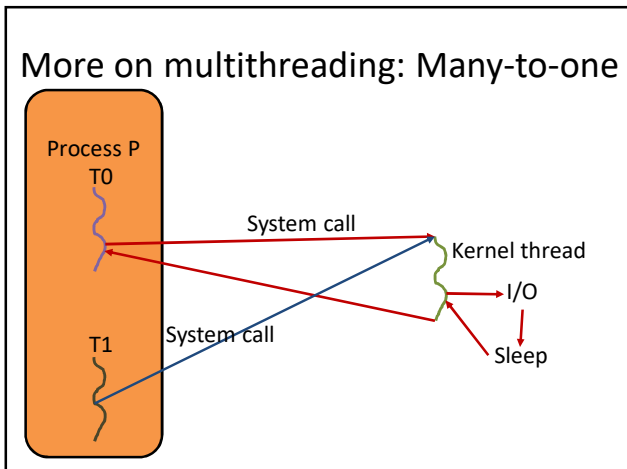 More on multithreading: Many-to-one
Process P
T0
System call
Kernel thread
I/O
System call
T1
Sleep